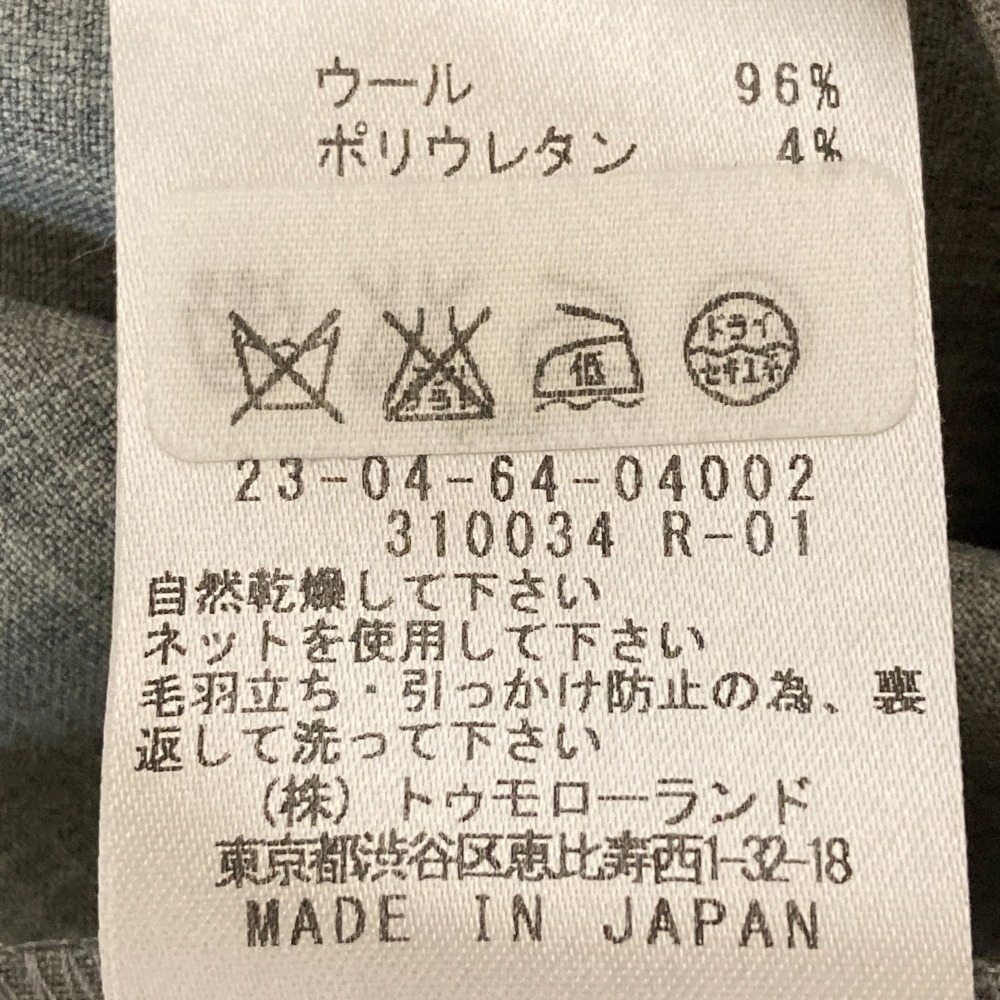 ウール 96%
ポリウレタン 4%
低
ドライ
セキユ系
23-04-64-04002
310034 R-01
自然乾燥して下さい
ネットを使用して下さい
毛羽立ち・引っかけ防止の為、裏
返して洗って下さい
(株) トゥモローランド
東京都渋谷区恵比寿西1-32-18
MADE IN JAPAN